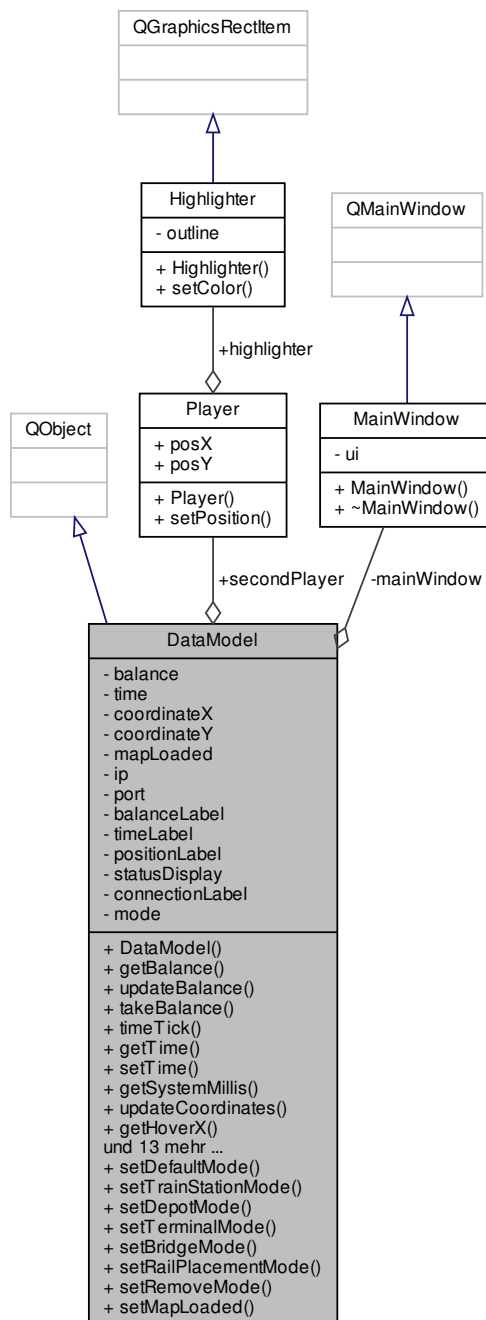 QGraphicsRectItem
Highlighter
- outline
+ Highlighter()
+ setColor()
QMainWindow
+highlighter
Player
+ posX
+ posY
+ Player()
+ setPosition()
MainWindow
- ui
+ MainWindow()
+ ~MainWindow()
QObject
+secondPlayer
-mainWindow
DataModel
- balance
- time
- coordinateX
- coordinateY
- mapLoaded
- ip
- port
- balanceLabel
- timeLabel
- positionLabel
- statusDisplay
- connectionLabel
- mode
+ DataModel()
+ getBalance()
+ updateBalance()
+ takeBalance()
+ timeTick()
+ getTime()
+ setTime()
+ getSystemMillis()
+ updateCoordinates()
+ getHoverX()
und 13 mehr ...
+ setDefaultMode()
+ setTrainStationMode()
+ setDepotMode()
+ setTerminalMode()
+ setBridgeMode()
+ setRailPlacementMode()
+ setRemoveMode()
+ setMapLoaded()